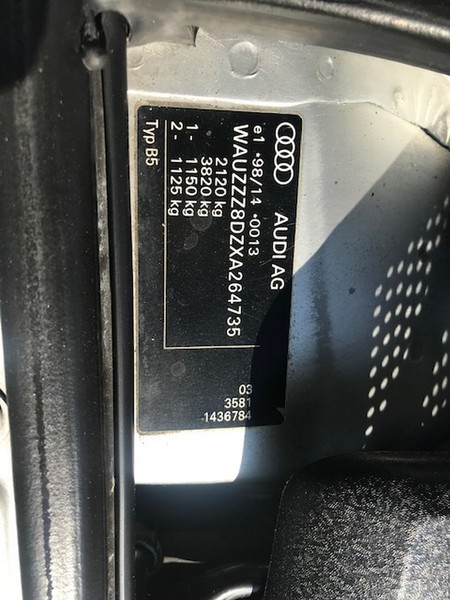 AUDI AG
e1 *98/14 *0013
WAUZZZ8DZXA264735
2120 kg
3820 kg
1- 1150 kg
2- 1125 kg
Typ B5
03
3581
1436784